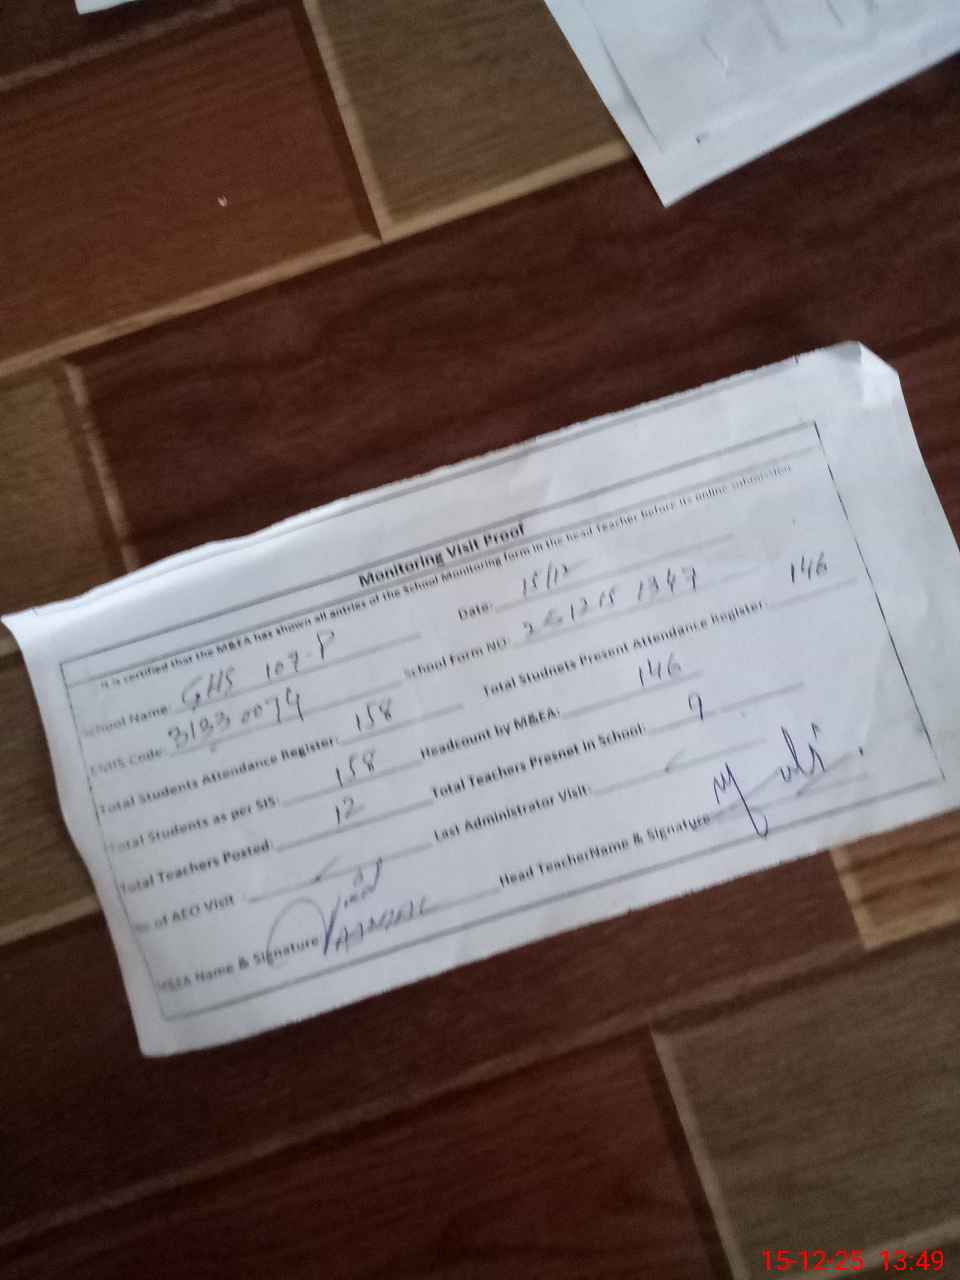 Monitoring Visit Proof
It is certified that the M&EA has shown all entries of the School Monitoring form in the head Teacher before its online submission
School Name: GHS 107-P Date: 15/12
EMIS Code: 31330074 School Form NO:
Total Students Attendance Register: 158 Total Studnets Present Attendance Register: 146
Total Students as per SIS: 158 Headcount by M&EA: 146
Total Teachers Posted: 12 Total Teachers Presnet in School: 9
of AEO Visit : Last Administrator Visit:
M&EA Name & Signature Head TeacherName & Signature
15-12-25 13:49